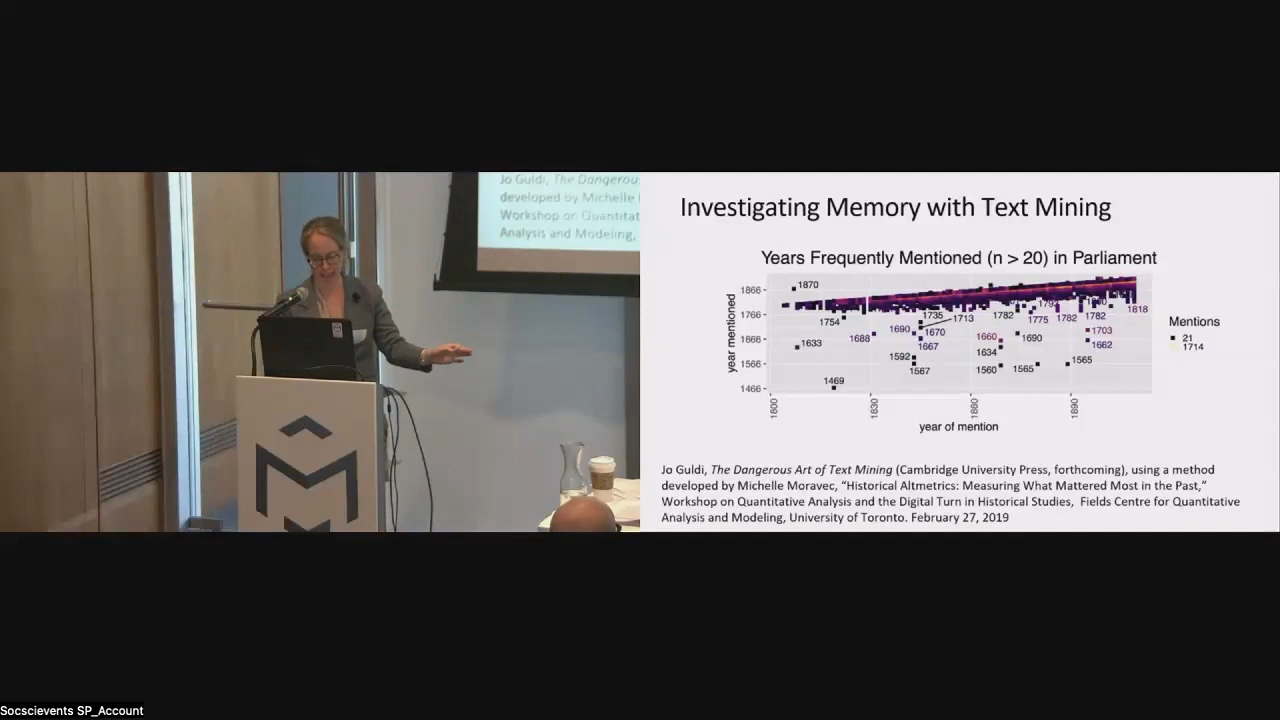 Jo Guldi, The Dangerou
developed by Michelle
Workshop on Quantitat
Analysis and Modeling,
Investigating Memory with Text Mining
Years Frequently Mentioned (n > 20) in Parliament
year mentioned
1866
1766
1666
1566
1466
1870
1754
1633
1469
1688
1690
1735
1713
1670
1667
1592
1567
1782
1660
1634
1560
1690
1565
1775
1782
1782
1703
1662
1565
1818
1800
1830
1860
1890
year of mention
Mentions
21
1714
Jo Guldi, The Dangerous Art of Text Mining (Cambridge University Press, forthcoming), using a method
developed by Michelle Moravec, “Historical Altmetrics: Measuring What Mattered Most in the Past,”
Workshop on Quantitative Analysis and the Digital Turn in Historical Studies, Fields Centre for Quantitative
Analysis and Modeling, University of Toronto. February 27, 2019
Socscievents SP_Account